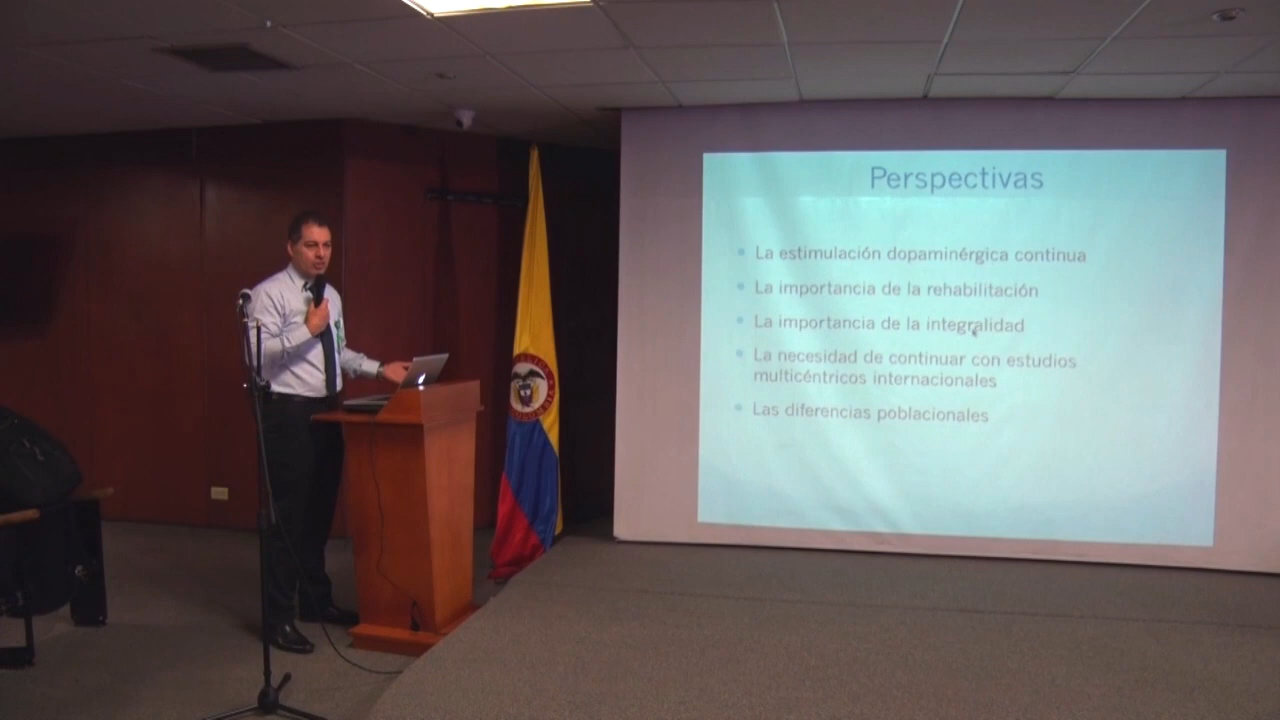 Perspectivas
La estimulación dopaminérgica continua
La importancia de la rehabilitación
La importancia de la integralidad
La necesidad de continuar con estudios
multicéntricos internacionales
Las diferencias poblacionales